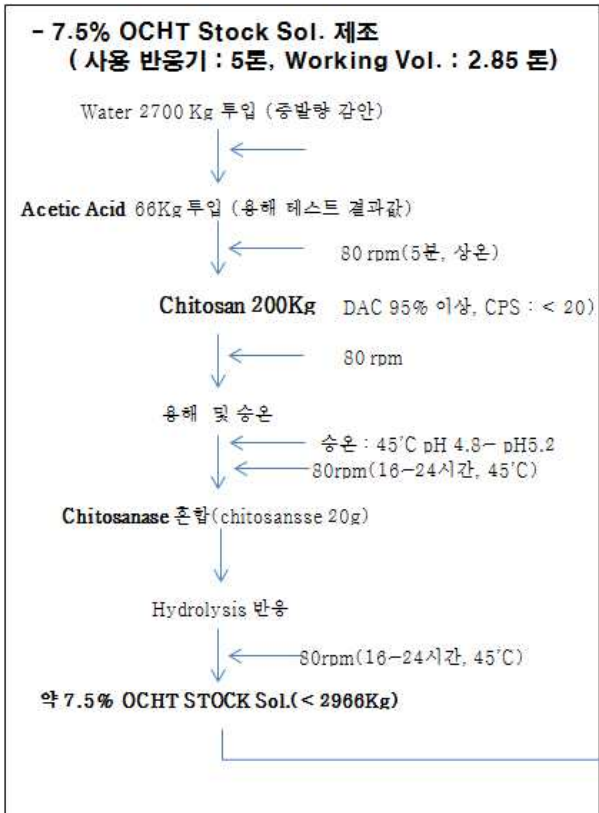 - 7.5% OCHT Stock Sol. 제조
( 사용 반응기 : 5톤, Working Vol. : 2.85 톤)
Water 2700 Kg 투입 (증발량 감안)
Acetic Acid 66Kg 투입 (용해 테스트 결과값)
80 rpm(5분, 상온)
Chitosan 200Kg DAC 95% 이상, CPS : < 20)
80 rpm
용해 및 승온
승온 : 45'C pH 4.8- pH5.2
80rpm(16-24시간, 45'C)
Chitosanase 혼합(chitosansse 20g)
Hydrolysis 반응
80rpm(16-24시간, 45'C)
약 7.5% OCHT STOCK Sol.(< 2966Kg)